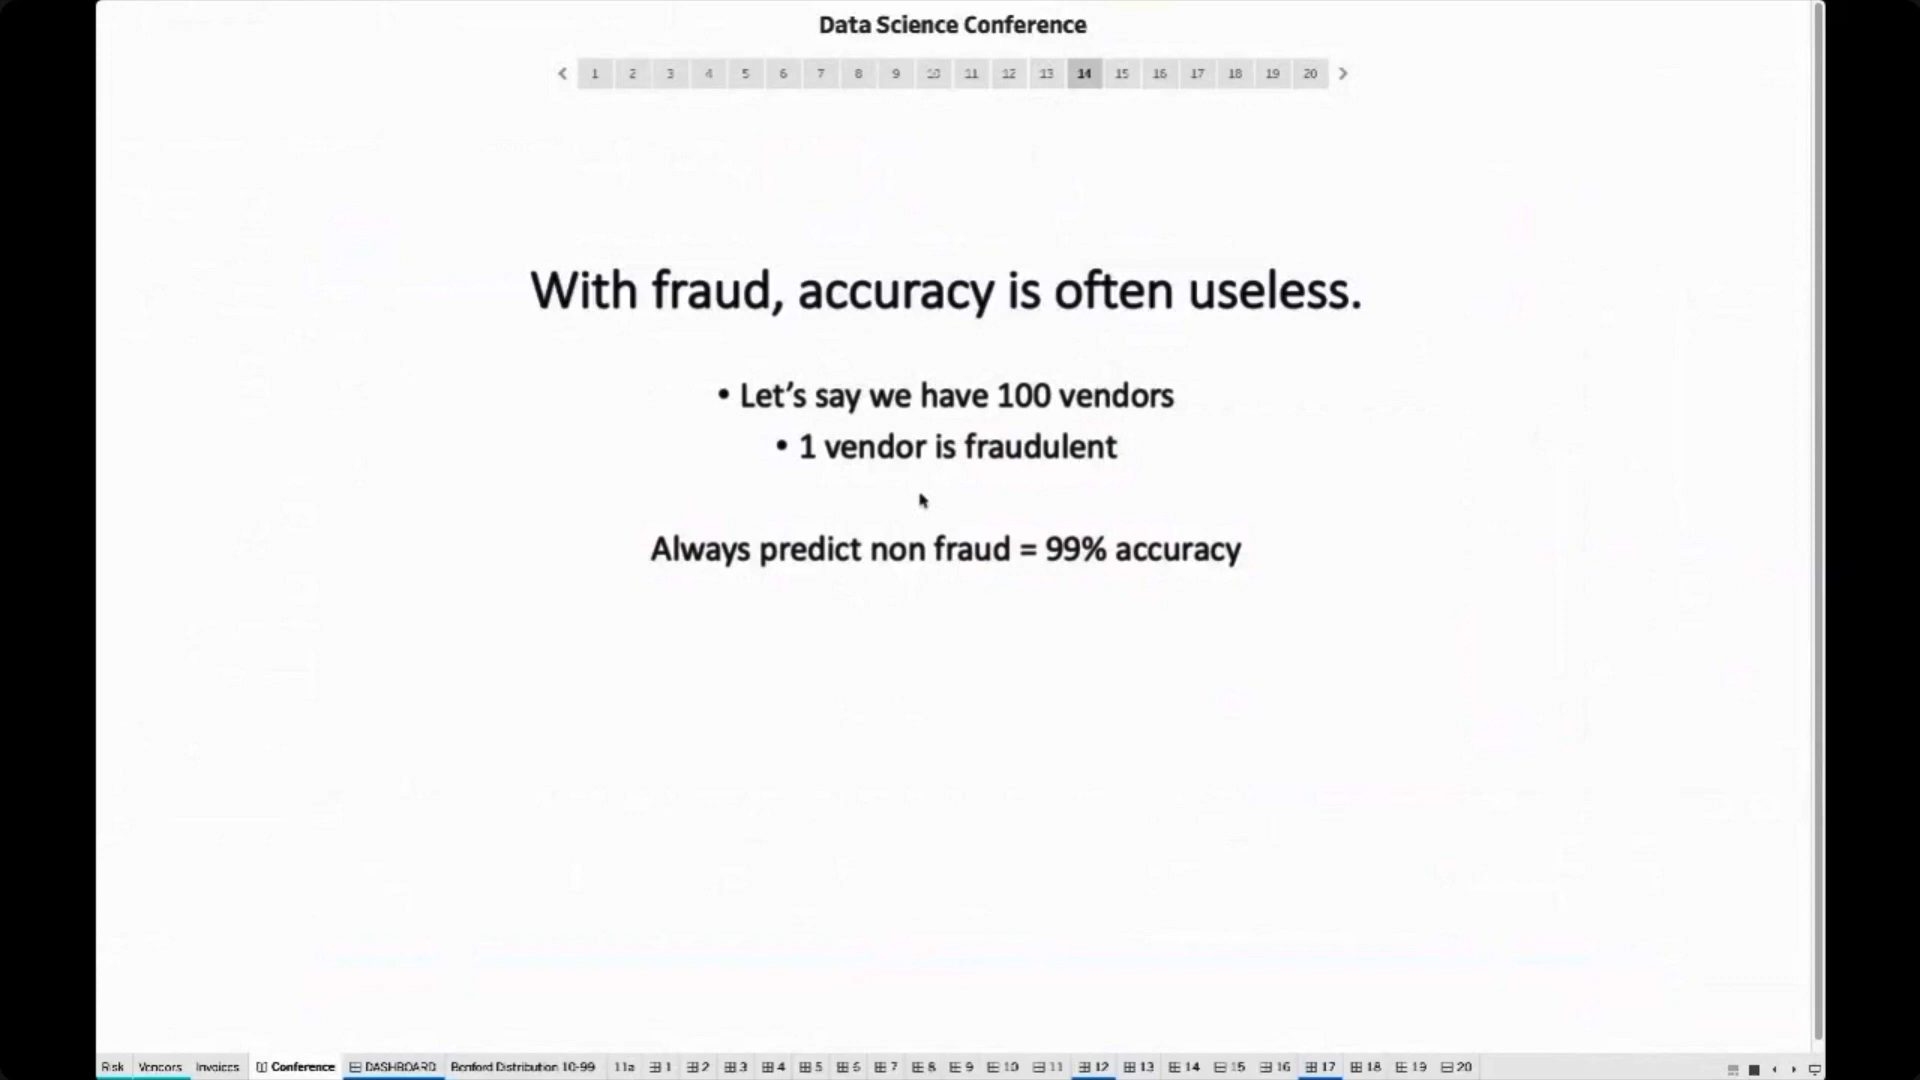 Data Science Conference
1 2 3 4 5 6 7 8 9 10 11 12 13 14 15 16 17 18 19 20
With fraud, accuracy is often useless.
• Let's say we have 100 vendors
• 1 vendor is fraudulent
Always predict non fraud = 99% accuracy
Risk Vendors Invoices Conference DASHBOARD Benford Distribution 10-99 11a 1 2 3 4 5 6 7 8 9 10 11 12 13 14 15 16 17 18 19 20